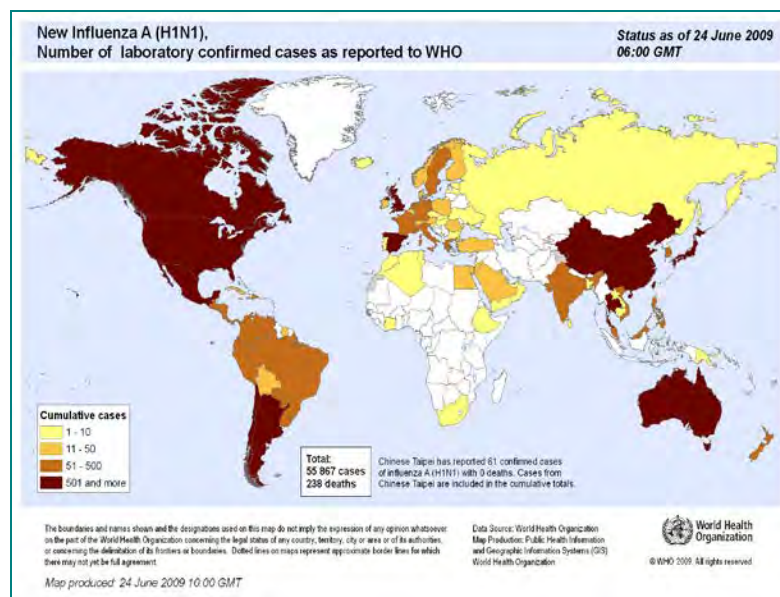 New Influenza A (H1N1),
Number of laboratory confirmed cases as reported to WHO
Status as of 24 June 2009
06:00 GMT
Cumulative cases
1 - 10
11 - 50
51 - 500
501 and more
Total:
55 867 cases
238 deaths
Chinese Taipei has reported 61 confirmed cases
of influenza A (H1N1) with 0 deaths. Cases from
Chinese Taipei are included in the cumulative totals.
The boundaries and names shown and the designations used on this map do not imply the expression of any opinion whatsoever
on the part of the World Health Organization concerning the legal status of any country, territory, city or area or of its authorities,
or concerning the delimitation of its frontiers or boundaries. Dotted lines on maps represent approximate border lines for which
there may not yet be full agreement.
Map produced: 24 June 2009 10:00 GMT
Data Source: World Health Organization
Map Production: Public Health Information
and Geographic Information Systems (GIS)
World Health Organization
World Health
Organization
© WHO 2009. All rights reserved.